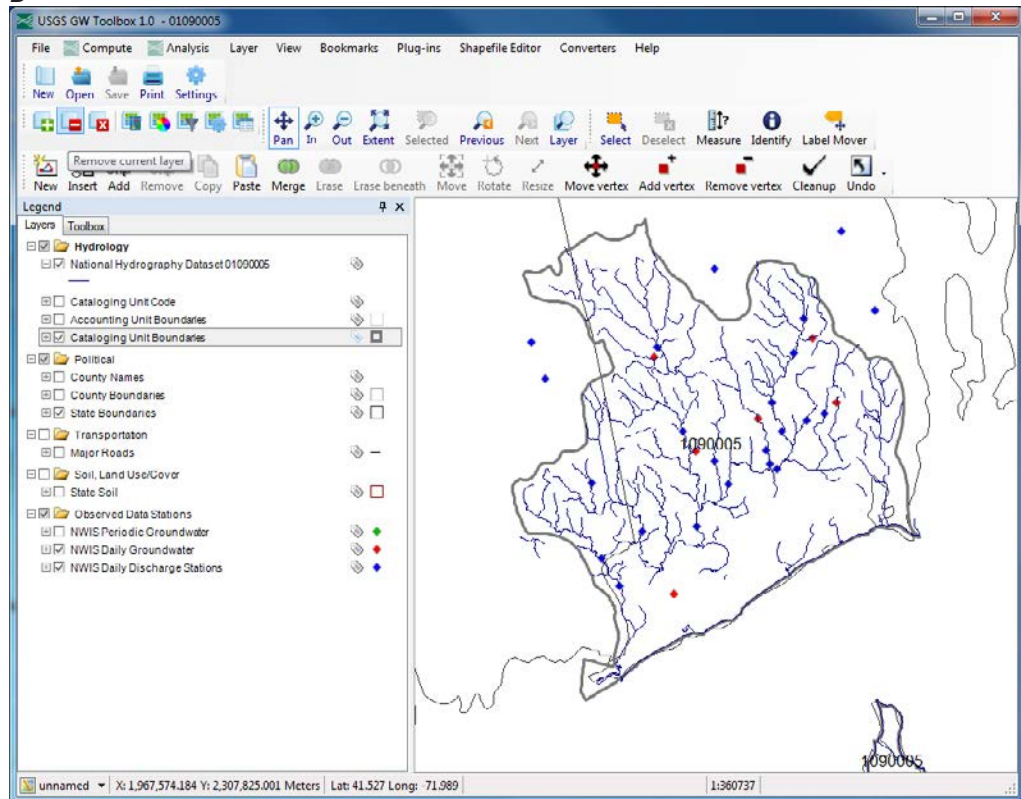 USGS GW Toolbox 1.0 - 01090005
File Compute Analysis Layer View Bookmarks Plug-ins Shapefile Editor Converters Help
New Open Save Print Settings
Pan In Out Extent Selected Previous Next Layer Select Deselect Measure Identify Label Mover
Remove current layer
New Insert Add Remove Copy Paste Merge Erase Erase beneath Move Rotate Resize Move vertex Add vertex Remove vertex Cleanup Undo
Legend
Layers Toolbox
Hydrology
National Hydrography Dataset 01090005
Cataloging Unit Code
Accounting Unit Boundaries
Cataloging Unit Boundaries
Political
County Names
County Boundaries
State Boundaries
Transportation
Major Roads
Soil, Land Use/Cover
State Soil
Observed Data Stations
NWIS Periodic Groundwater
NWIS Daily Groundwater
NWIS Daily Discharge Stations
1090005
1090005
unnamed X: 1,967,574.184 Y: 2,307,825.001 Meters Lat: 41.527 Long: -71.989 1:360737